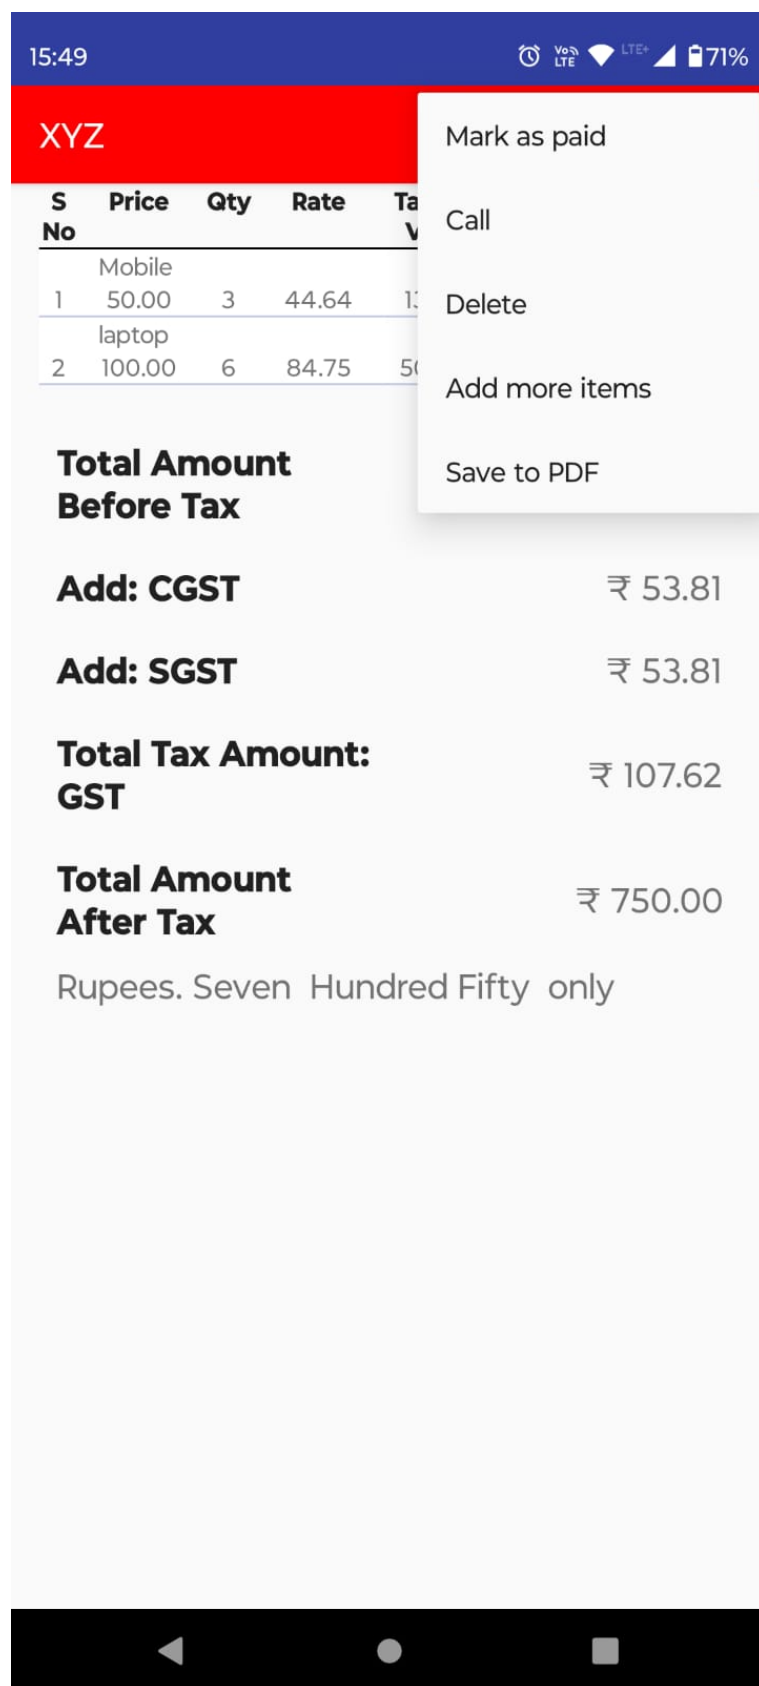 15:49 Vo LTE LTE+ 71%
XYZ
Mark as paid
Call
Delete
Add more items
Save to PDF
S No Price Qty Rate
Mobile
1 50.00 3 44.64
laptop
2 100.00 6 84.75
Total Amount
Before Tax
Add: CGST ₹ 53.81
Add: SGST ₹ 53.81
Total Tax Amount:
GST ₹ 107.62
Total Amount
After Tax ₹ 750.00
Rupees. Seven Hundred Fifty only